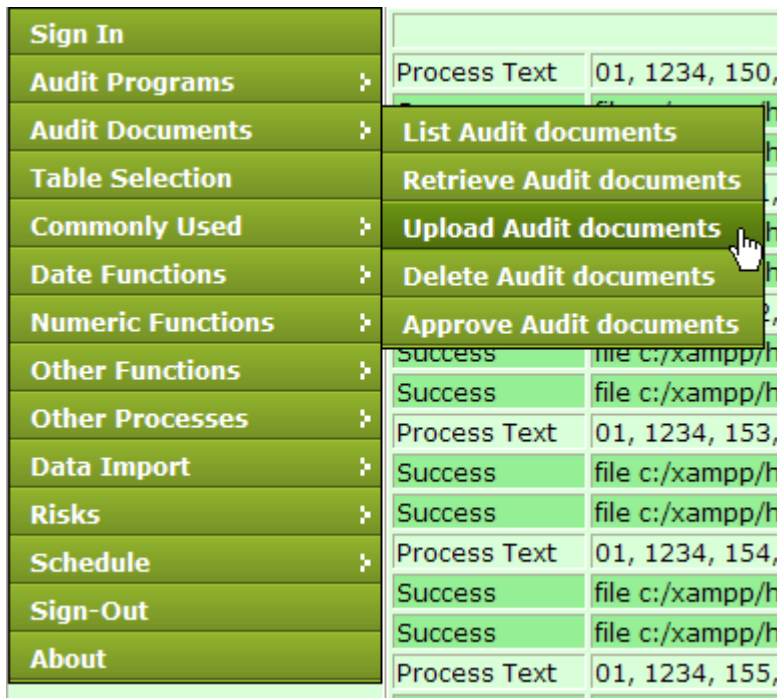 Sign In
Audit Programs
Audit Documents
Table Selection
Commonly Used
Date Functions
Numeric Functions
Other Functions
Other Processes
Data Import
Risks
Schedule
Sign-Out
About
List Audit documents
Retrieve Audit documents
Upload Audit documents
Delete Audit documents
Approve Audit documents
Process Text 01, 1234, 150,
Success file c:/xampp/h
Success file c:/xampp/h
Process Text 01, 1234, 153,
Success file c:/xampp/h
Success file c:/xampp/h
Process Text 01, 1234, 154,
Success file c:/xampp/h
Success file c:/xampp/h
Process Text 01, 1234, 155,